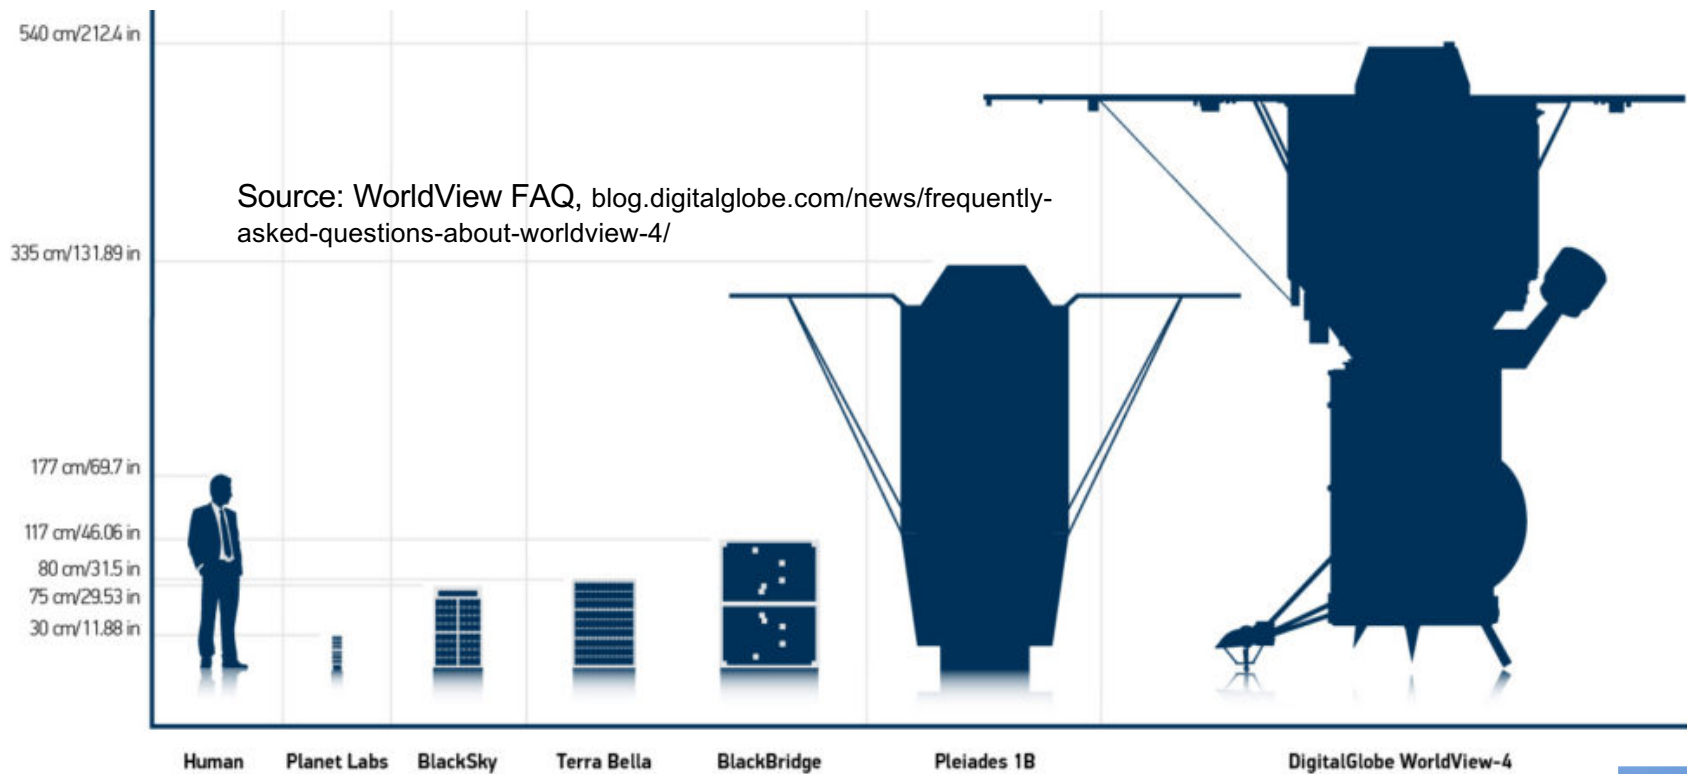 540 cm/212.4 in
Source: WorldView FAQ, blog.digitalglobe.com/news/frequently-
asked-questions-about-worldview-4/
335 cm/131.89 in
177 cm/69.7 in
117 cm/46.06 in
80 cm/31.5 in
75 cm/29.53 in
30 cm/11.88 in
Human Planet Labs BlackSky Terra Bella BlackBridge Pleiades 1B DigitalGlobe WorldView-4